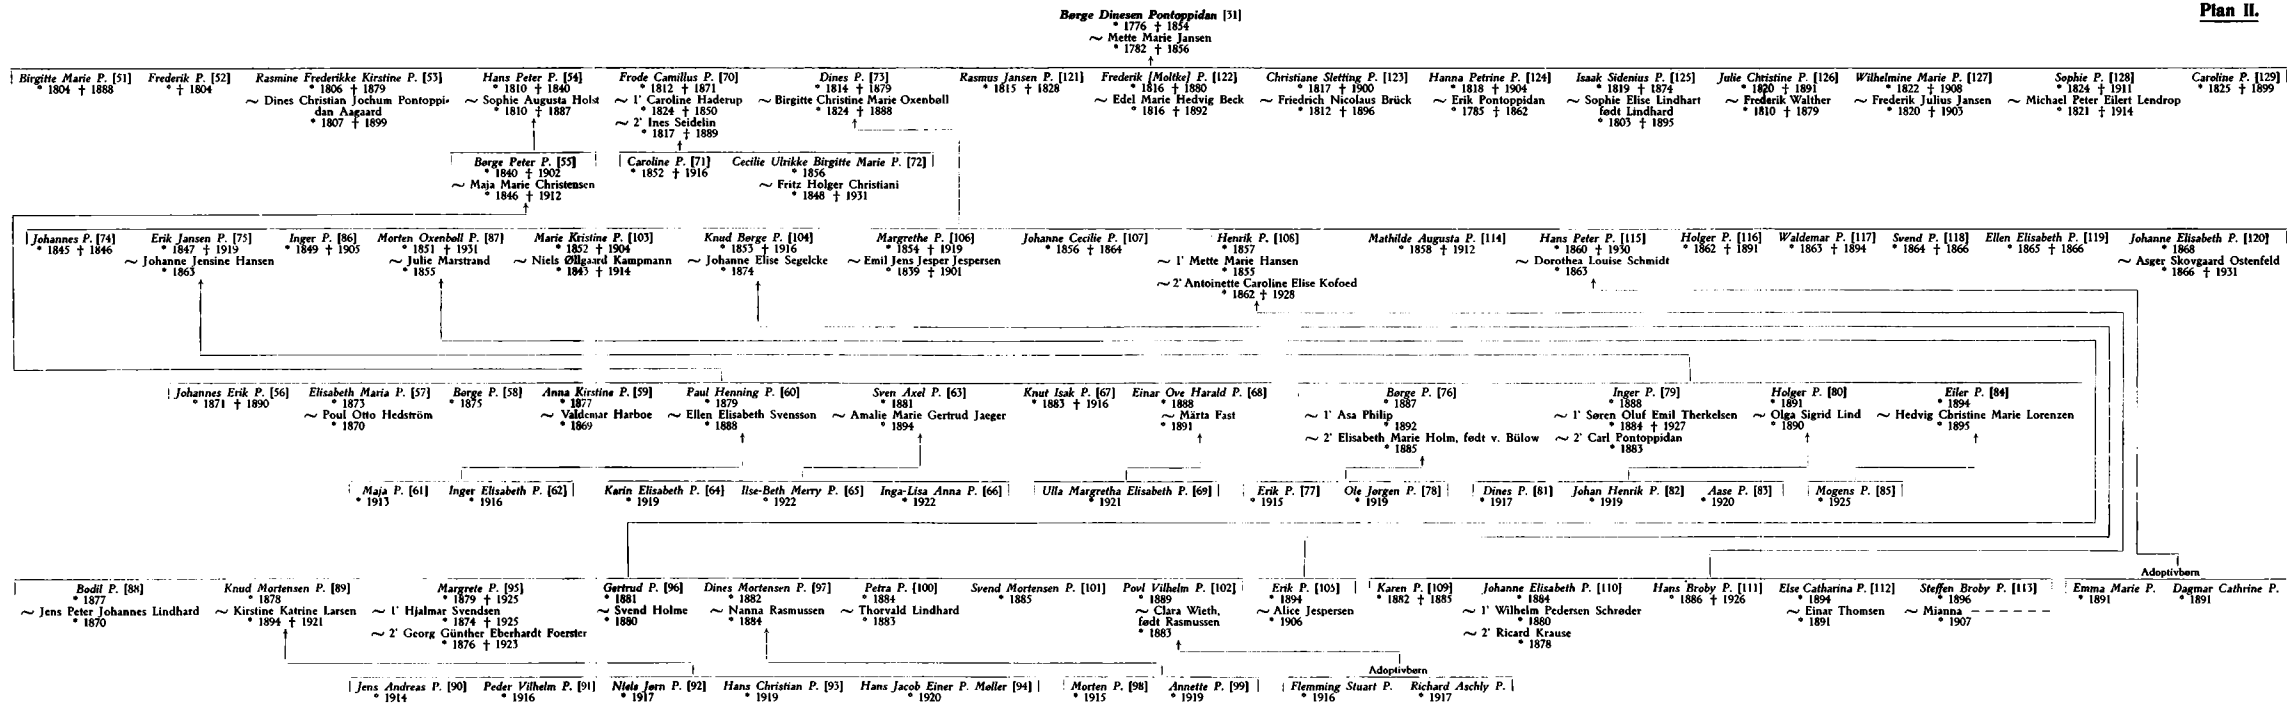 Plan II.
Børge Dinesen Pontoppidan [31]
* 1776 † 1854
~ Mette Marie Jansen
* 1782 † 1856
Birgitte Marie P. [51]
* 1804 † 1888
Frederik P. [52]
* † 1804
Rasmine Frederikke Kirstine P. [53]
* 1806 † 1879
~ Dines Christian Jochum Pontoppi-
dan Aagaard
* 1807 † 1899
Hans Peter P. [54]
* 1810 † 1840
~ Sophie Augusta Holst
* 1810 † 1887
Frode Camillus P. [70]
* 1812 † 1871
~ 1' Caroline Haderup
* 1824 † 1850
~ 2' Ines Seidelin
* 1817 † 1889
Dines P. [73]
* 1814 † 1879
~ Birgitte Christine Marie Oxenbøll
* 1824 † 1888
Rasmus Jansen P. [121]
* 1815 † 1828
Frederik [Moltke] P. [122]
* 1816 † 1880
~ Edel Marie Hedvig Beck
* 1816 † 1892
Christiane Sletting P. [123]
* 1817 † 1900
~ Friedrich Nicolaus Brück
* 1812 † 1896
Hanna Petrine P. [124]
* 1818 † 1904
~ Erik Pontoppidan
* 1785 † 1862
Isaak Sidenius P. [125]
* 1819 † 1874
~ Sophie Elise Lindhart
født Lindhard
* 1803 † 1895
Julie Christine P. [126]
* 1820 † 1891
~ Frederik Walther
* 1810 † 1879
Wilhelmine Marie P. [127]
* 1822 † 1908
~ Frederik Julius Jansen
* 1820 † 1903
Sophie P. [128]
* 1824 † 1911
~ Michael Peter Eilert Lendrop
* 1821 † 1914
Caroline P. [129]
* 1825 † 1899
Børge Peter P. [55]
* 1840 † 1902
~ Maja Marie Christensen
* 1846 † 1912
Caroline P. [71]
* 1852 † 1916
Cecilie Ulrikke Birgitte Marie P. [72]
* 1856
~ Fritz Holger Christiani
* 1848 † 1931
Johannes P. [74]
* 1845 † 1846
Erik Jansen P. [75]
* 1847 † 1919
~ Johanne Jensine Hansen
* 1863
Inger P. [86]
* 1849 † 1905
Morten Oxenbøll P. [87]
* 1851 † 1931
~ Julie Marstrand
* 1855
Marie Kristine P. [103]
* 1852 † 1904
~ Niels Øllgaard Kampmann
* 1843 † 1914
Knud Børge P. [104]
* 1853 † 1916
~ Johanne Elise Segelcke
* 1874
Margrethe P. [106]
* 1854 † 1919
~ Emil Jens Jesper Jespersen
* 1839 † 1901
Johanne Cecilie P. [107]
* 1856 † 1864
Henrik P. [108]
* 1857
~ 1' Mette Marie Hansen
* 1855
~ 2' Antoinette Caroline Elise Kofoed
* 1862 † 1928
Mathilde Augusta P. [114]
* 1858 † 1912
Hans Peter P. [115]
* 1860 † 1930
~ Dorothea Louise Schmidt
* 1863
Holger P. [116]
* 1862 † 1891
Waldemar P. [117]
* 1863 † 1894
Svend P. [118]
* 1864 † 1866
Ellen Elisabeth P. [119]
* 1865 † 1866
Johanne Elisabeth P. [120]
* 1868
~ Asger Skovgaard Ostenfeld
* 1866 † 1931
Johannes Erik P. [56]
* 1871 † 1890
Elisabeth Maria P. [57]
* 1873
~ Poul Otto Hedström
* 1870
Børge P. [58]
* 1875
Anna Kirstine P. [59]
* 1877
~ Valdemar Harboe
* 1869
Paul Henning P. [60]
* 1879
~ Ellen Elisabeth Svensson
* 1888
Sven Axel P. [63]
* 1881
~ Amalie Marie Gertrud Jaeger
* 1894
Knut Isak P. [67]
* 1883 † 1916
Einar Ove Harald P. [68]
* 1888
~ Märta Fast
* 1891
Børge P. [76]
* 1887
~ 1' Asa Philip
* 1892
~ 2' Elisabeth Marie Holm, født v. Bülow
* 1885
Inger P. [79]
* 1888
~ 1' Søren Oluf Emil Therkelsen
* 1884 † 1927
~ 2' Carl Pontoppidan
* 1883
Holger P. [80]
* 1891
~ Olga Sigrid Lind
* 1890
Eiler P. [84]
* 1894
~ Hedvig Christine Marie Lorenzen
* 1895
Maja P. [61]
* 1913
Inger Elisabeth P. [62]
* 1916
Karin Elisabeth P. [64]
* 1919
Ilse-Beth Merry P. [65]
* 1922
Inga-Lisa Anna P. [66]
* 1922
Ulla Margretha Elisabeth P. [69]
* 1921
Erik P. [77]
* 1915
Ole Jørgen P. [78]
* 1919
Dines P. [81]
* 1917
Johan Henrik P. [82]
* 1919
Aase P. [83]
* 1920
Mogens P. [85]
* 1925
Bodil P. [88]
* 1877
~ Jens Peter Johannes Lindhard
* 1870
Knud Mortensen P. [89]
* 1878
~ Kirstine Katrine Larsen
* 1894 † 1921
Margrete P. [95]
* 1879 † 1925
~ 1' Hjalmar Svendsen
* 1874 † 1925
~ 2' Georg Günther Eberhardt Foerster
* 1876 † 1923
Gertrud P. [96]
* 1881
~ Svend Holme
* 1880
Dines Mortensen P. [97]
* 1882
~ Nanna Rasmussen
* 1884
Petra P. [100]
* 1884
~ Thorvald Lindhard
* 1883
Svend Mortensen P. [101]
* 1885
Povl Vilhelm P. [102]
* 1889
~ Clara Wieth,
født Rasmussen
* 1883
Erik P. [105]
* 1894
~ Alice Jespersen
* 1906
Karen P. [109]
* 1882 † 1885
Johanne Elisabeth P. [110]
* 1884
~ 1' Wilhelm Pedersen Schrøder
* 1880
~ 2' Ricard Krause
* 1878
Hans Broby P. [111]
* 1886 † 1926
Else Catharina P. [112]
* 1894
~ Einar Thomsen
* 1891
Steffen Broby P. [113]
* 1896
~ Mianna – – – – – –
* 1907
Adoptivbørn
Emma Marie P.
* 1891
Dagmar Cathrine P.
* 1891
Jens Andreas P. [90]
* 1914
Peder Vilhelm P. [91]
* 1916
Niels Jørn P. [92]
* 1917
Hans Christian P. [93]
* 1919
Hans Jacob Einer P. Møller [94]
* 1920
Morten P. [98]
* 1915
Annette P. [99]
* 1919
Adoptivbørn
Flemming Stuart P.
* 1916
Richard Aschly P.
* 1917